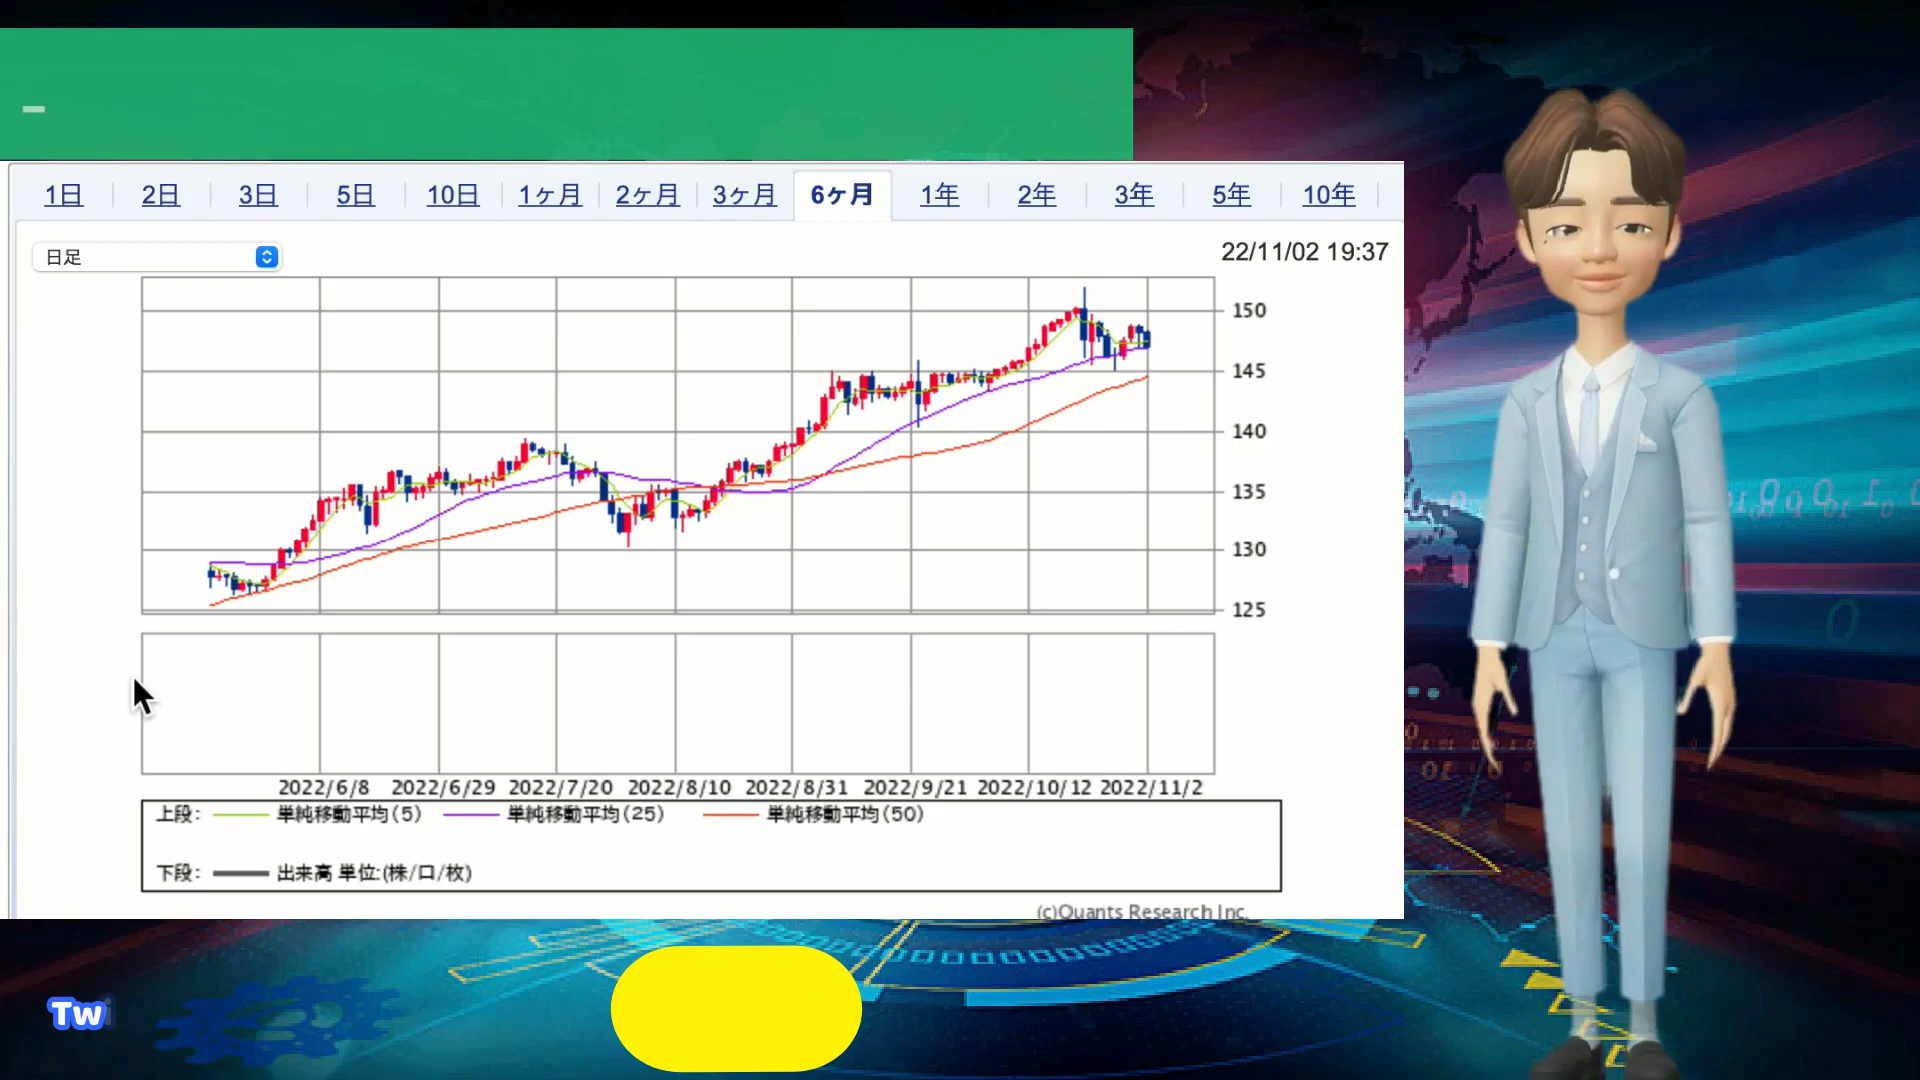 1日 2日 3日 5日 10日 1ヶ月 2ヶ月 3ヶ月 6ヶ月 1年 2年 3年 5年 10年
日足
22/11/02 19:37
150
145
140
135
130
125
2022/6/8 2022/6/29 2022/7/20 2022/8/10 2022/8/31 2022/9/21 2022/10/12 2022/11/2
上段: 単純移動平均(5) 単純移動平均(25) 単純移動平均(50)
下段: 出来高 単位:(株/口/枚)
(c)Quants Research Inc.
Twi